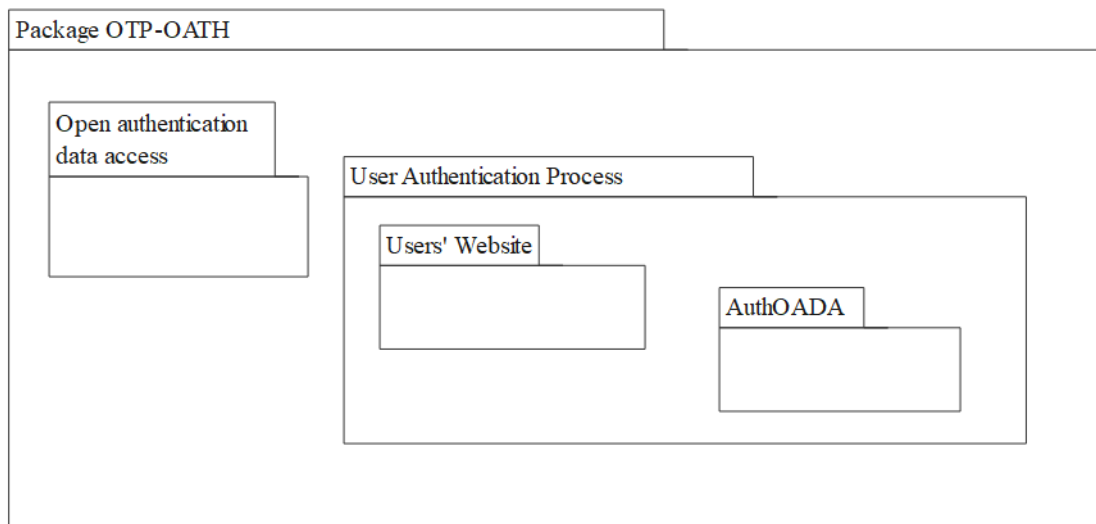 Package OTP-OATH
Open authentication
data access
User Authentication Process
Users' Website
AuthOADA